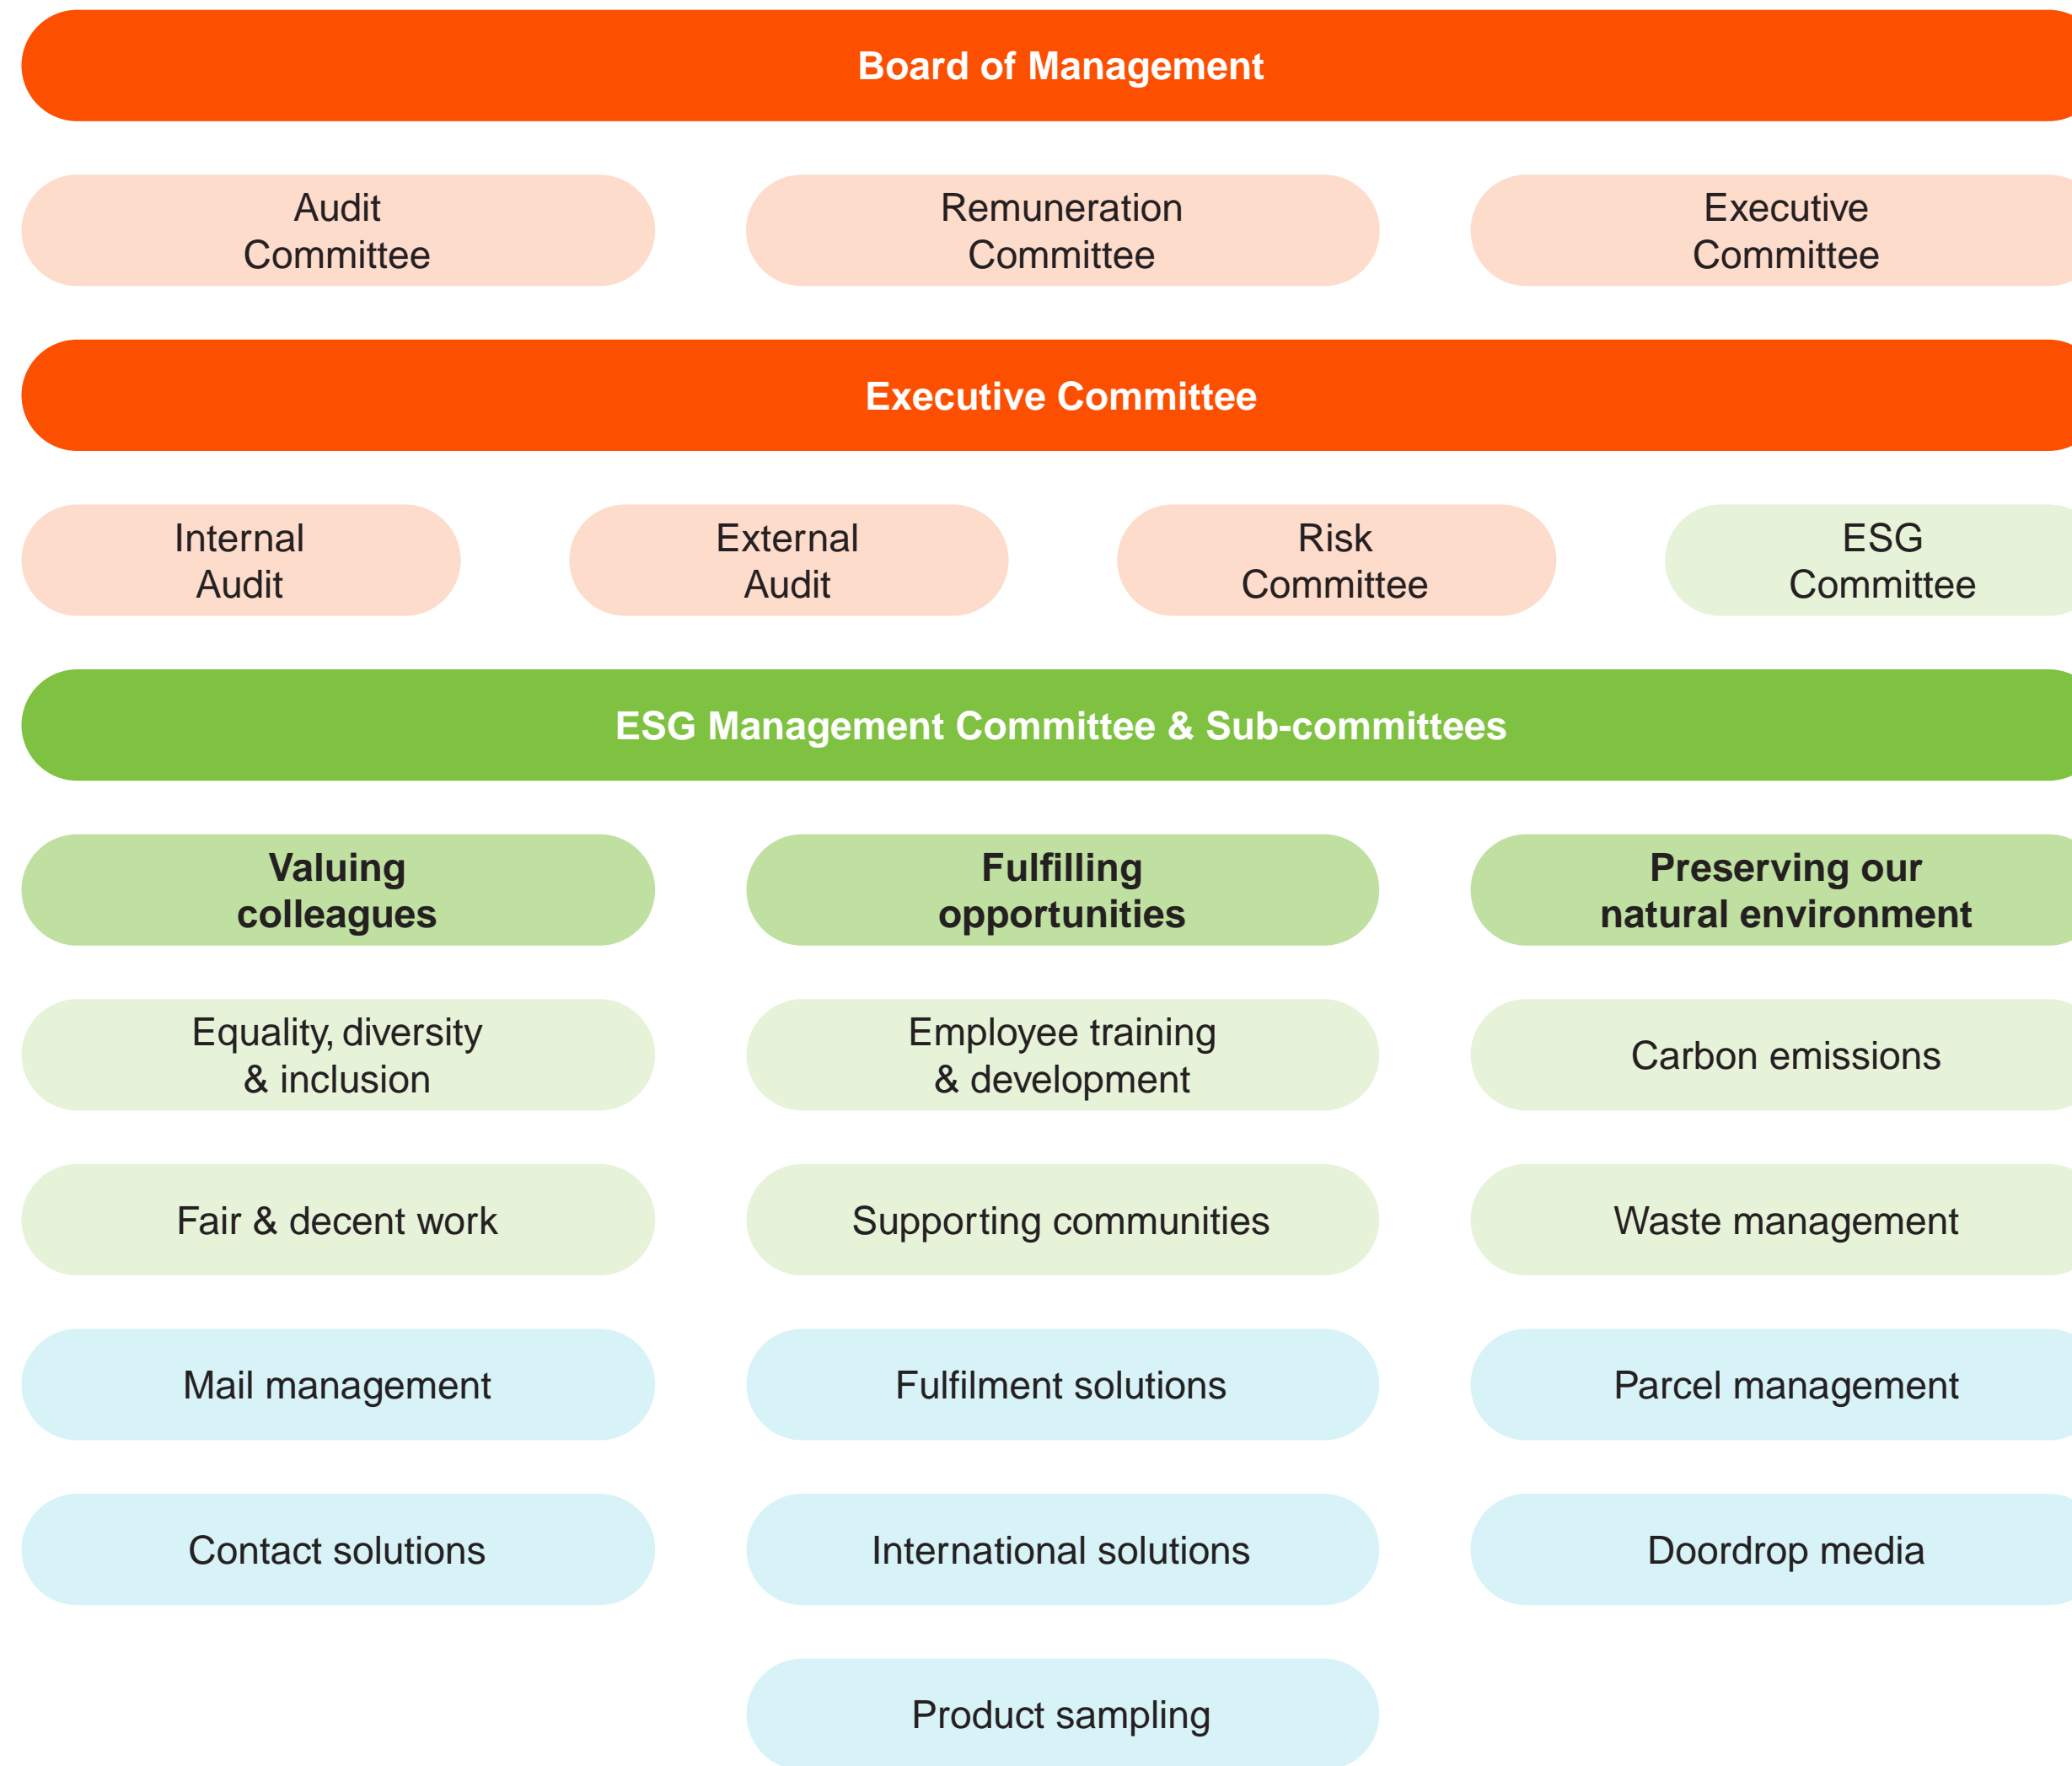 Board of Management
Audit
Committee
Remuneration
Committee
Executive
Committee
Executive Committee
Internal
Audit
External
Audit
Risk
Committee
ESG
Committee
ESG Management Committee & Sub-committees
Valuing
colleagues
Fulfilling
opportunities
Preserving our
natural environment
Equality, diversity
& inclusion
Employee training
& development
Carbon emissions
Fair & decent work
Supporting communities
Waste management
Mail management
Fulfilment solutions
Parcel management
Contact solutions
International solutions
Doordrop media
Product sampling